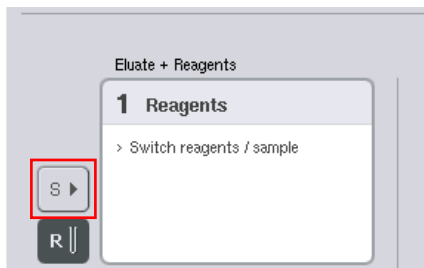 Eluate + Reagents
1 Reagents
> Switch reagents / sample
S
R